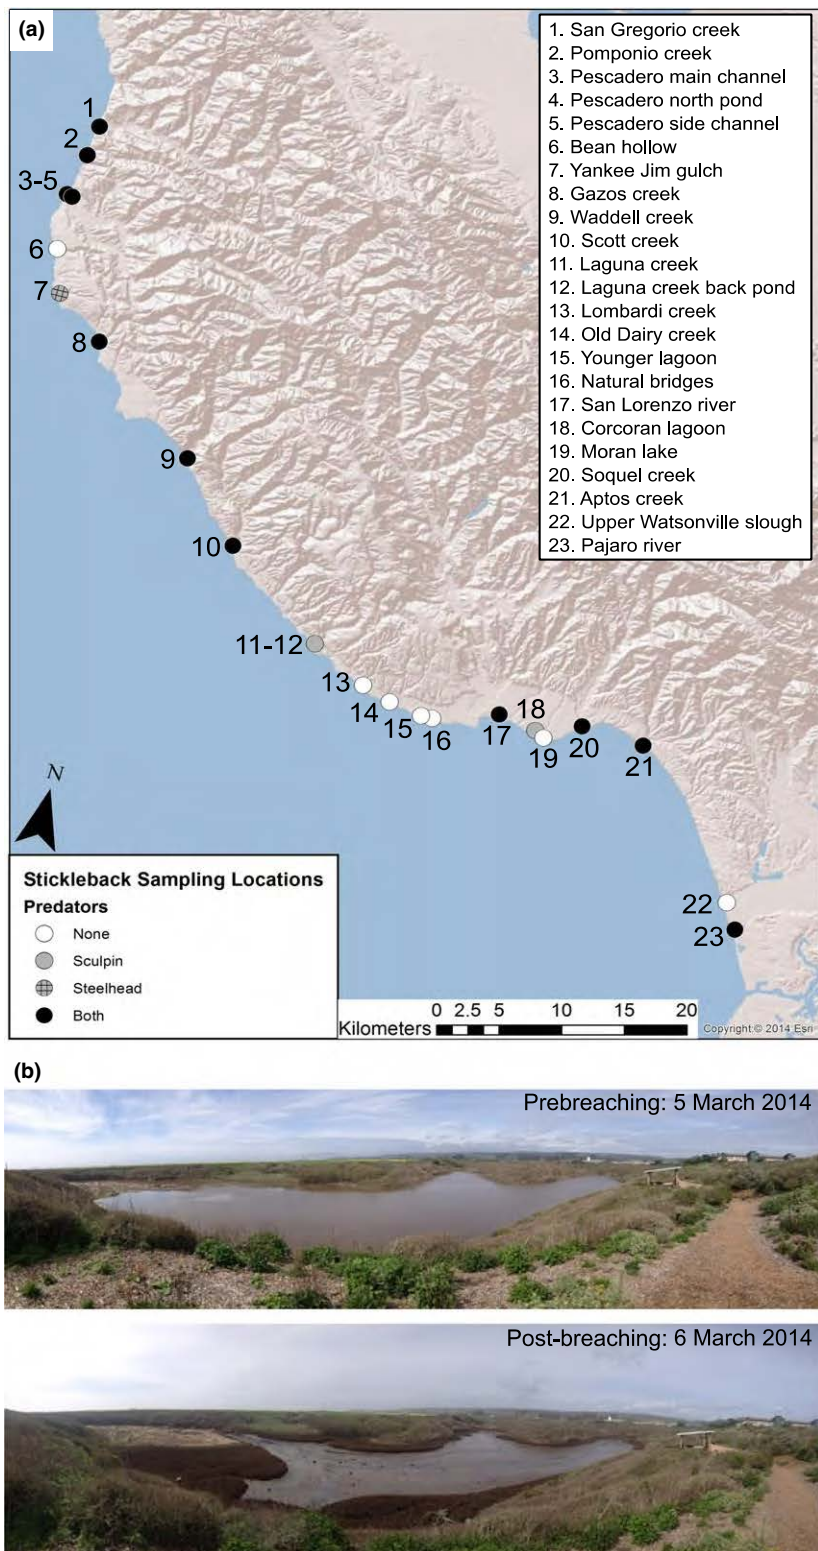 (a)
1. San Gregorio creek
2. Pomponio creek
3. Pescadero main channel
4. Pescadero north pond
5. Pescadero side channel
6. Bean hollow
7. Yankee Jim gulch
8. Gazos creek
9. Waddell creek
10. Scott creek
11. Laguna creek
12. Laguna creek back pond
13. Lombardi creek
14. Old Dairy creek
15. Younger lagoon
16. Natural bridges
17. San Lorenzo river
18. Corcoran lagoon
19. Moran lake
20. Soquel creek
21. Aptos creek
22. Upper Watsonville slough
23. Pajaro river
1
2
3-5
6
7
8
9
10
11-12
13
14
15
16
17
18
19
20
21
22
23
N
Stickleback Sampling Locations
Predators
None
Sculpin
Steelhead
Both
0 2.5 5 10 15 20
Kilometers
Copyright:© 2014 Esri
(b)
Prebreaching: 5 March 2014
Post-breaching: 6 March 2014